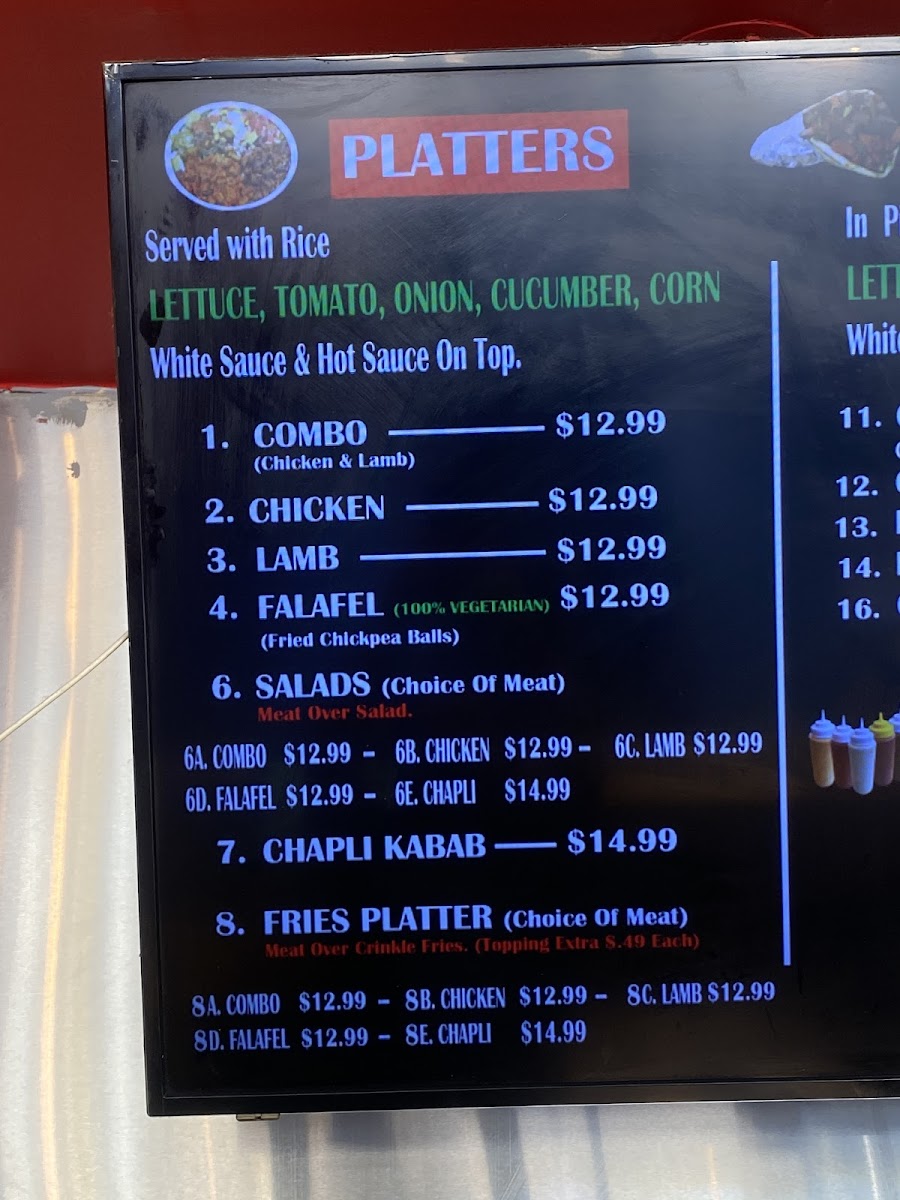 PLATTERS
Served with Rice
LETTUCE, TOMATO, ONION, CUCUMBER, CORN
White Sauce & Hot Sauce On Top.
1. COMBO $12.99
(Chicken & Lamb)
2. CHICKEN $12.99
3. LAMB $12.99
4. FALAFEL (100% VEGETARIAN) $12.99
(Fried Chickpea Balls)
6. SALADS (Choice Of Meat)
Meat Over Salad.
6A. COMBO $12.99 - 6B. CHICKEN $12.99 - 6C. LAMB $12.99
6D. FALAFEL $12.99 - 6E. CHAPLI $14.99
7. CHAPLI KABAB $14.99
8. FRIES PLATTER (Choice Of Meat)
Meat Over Crinkle Fries. (Topping Extra $.49 Each)
8A. COMBO $12.99 - 8B. CHICKEN $12.99 - 8C. LAMB $12.99
8D. FALAFEL $12.99 - 8E. CHAPLI $14.99
In
11.
12.
13.
14.
16.